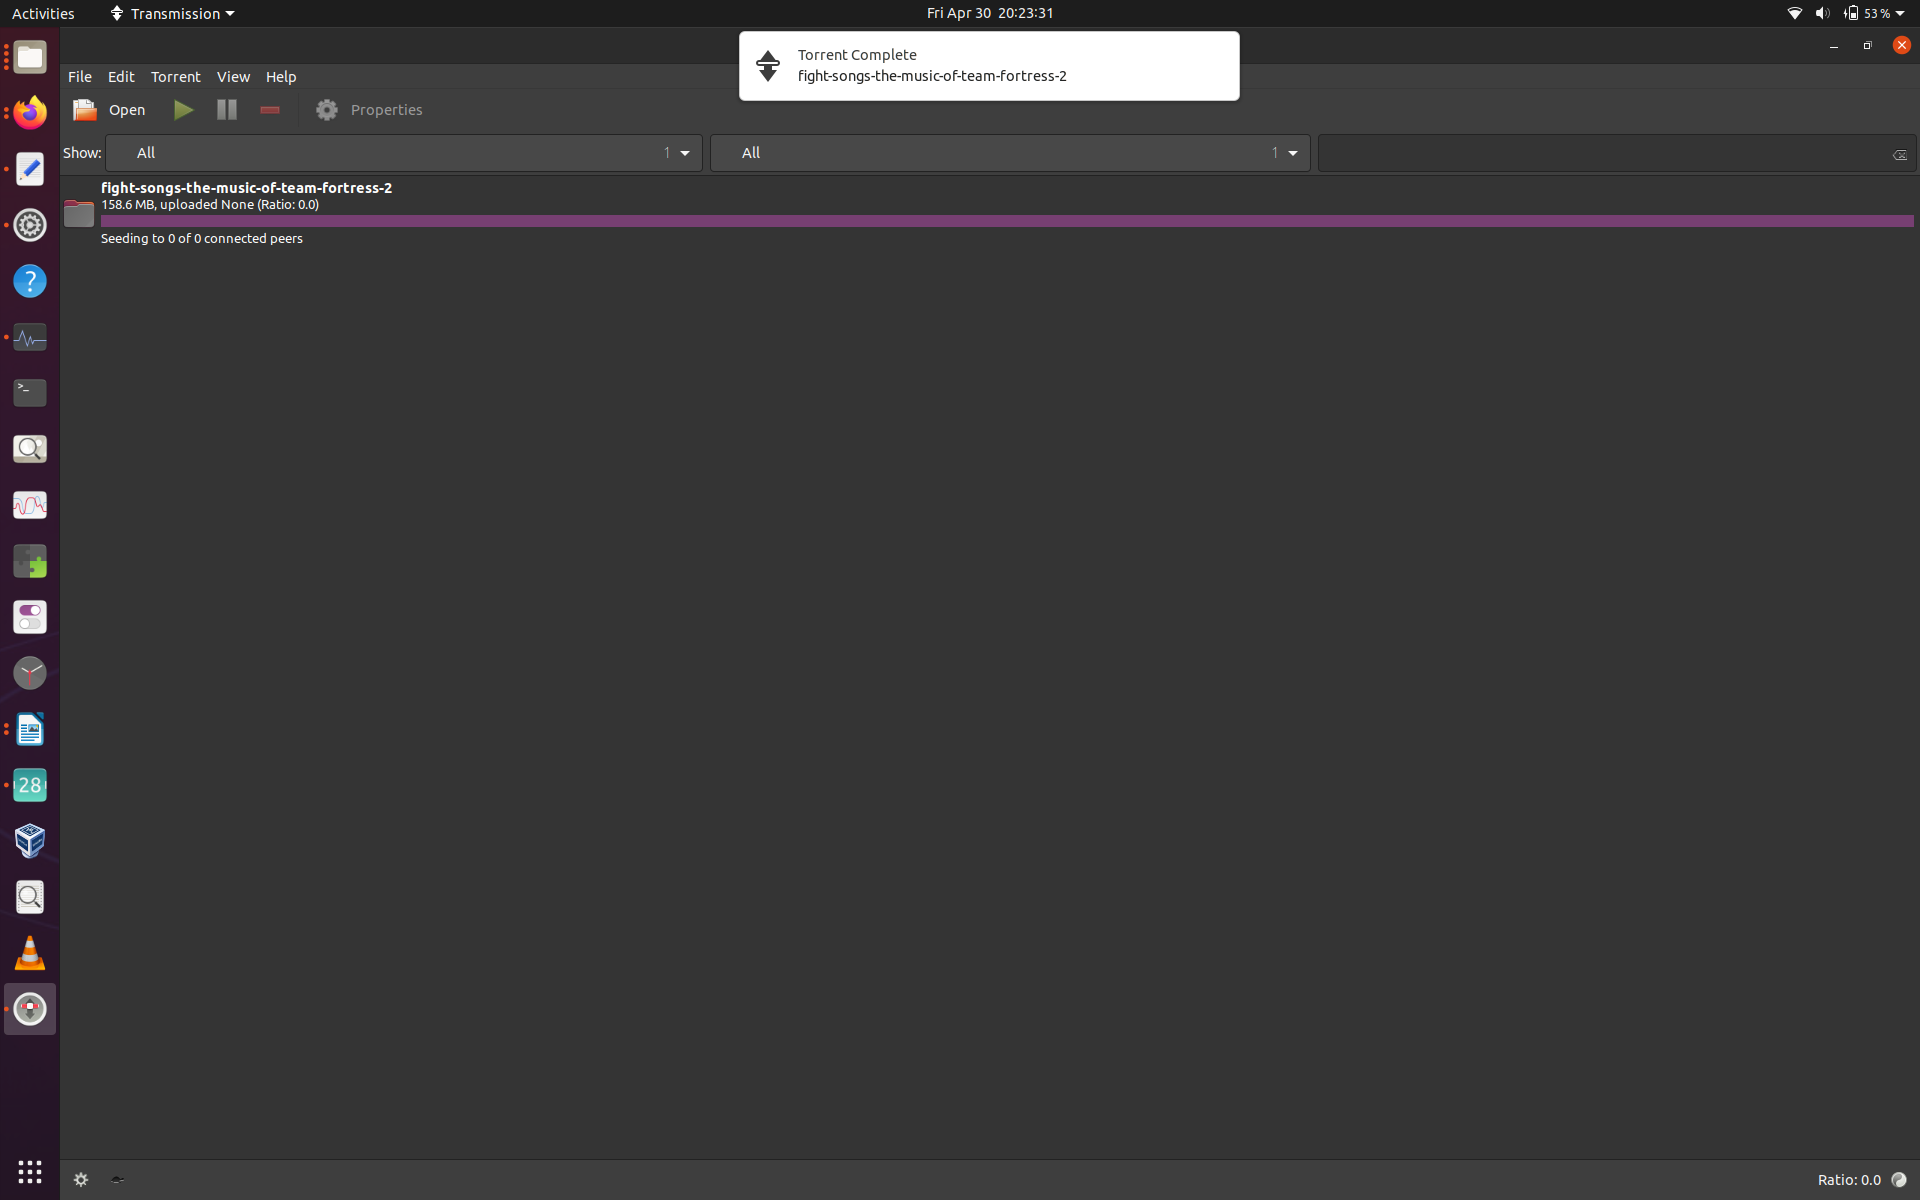 Activities
Transmission
Fri Apr 30 20:23:31
53 %
Torrent Complete
fight-songs-the-music-of-team-fortress-2
File Edit Torrent View Help
Open
Properties
Show:
All
1
All
1
fight-songs-the-music-of-team-fortress-2
158.6 MB, uploaded None (Ratio: 0.0)
Seeding to 0 of 0 connected peers
?
>_
28
Ratio: 0.0